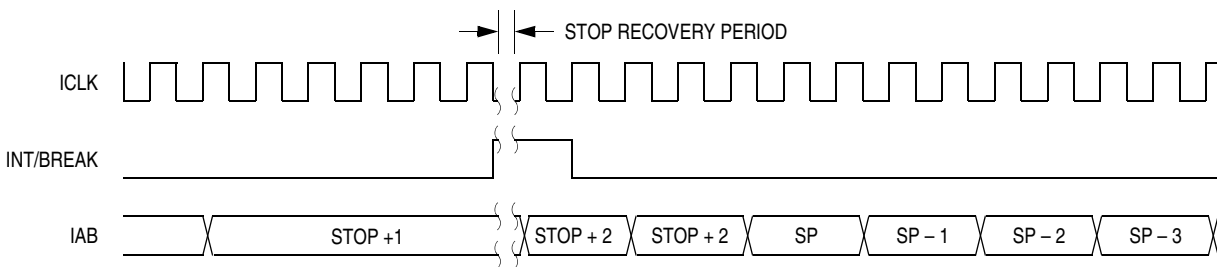 STOP RECOVERY PERIOD
ICLK
INT/BREAK
IAB
STOP +1
STOP + 2
STOP + 2
SP
SP – 1
SP – 2
SP – 3